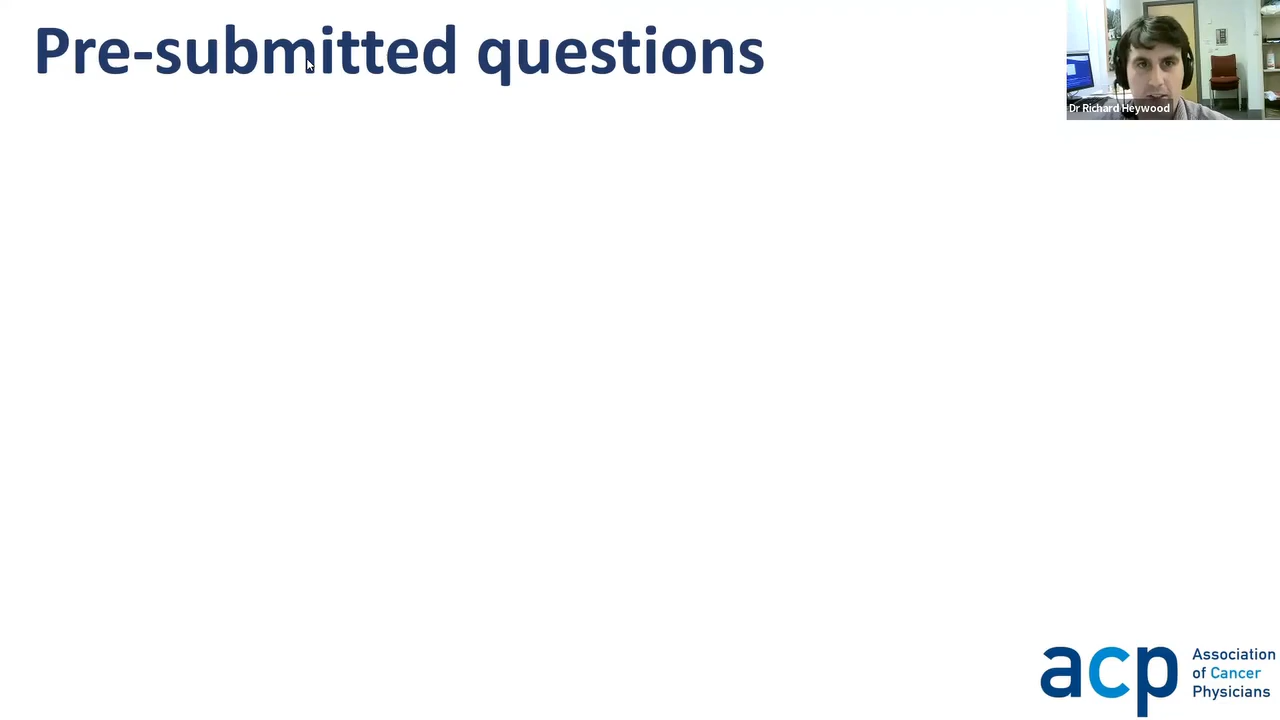 Pre-submitted questions
Dr Richard Heywood
acp
Association
of Cancer
Physicians